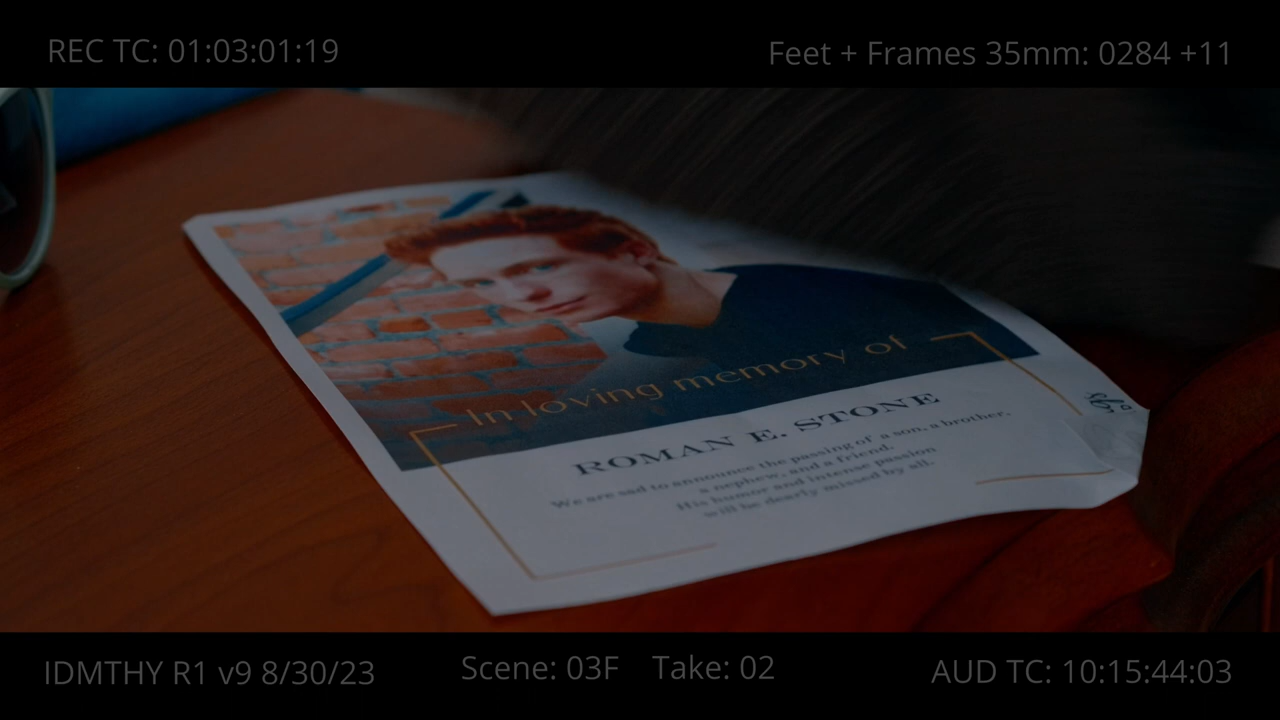 REC TC: 01:03:01:19
Feet + Frames 35mm: 0284 +11
In loving memory of
ROMAN E. STONE
We are sad to announce the passing of a son, a brother,
a nephew, and a friend.
His humor and intense passion
will be dearly missed by all.
IDMTHY R1 v9 8/30/23
Scene: 03F Take: 02
AUD TC: 10:15:44:03